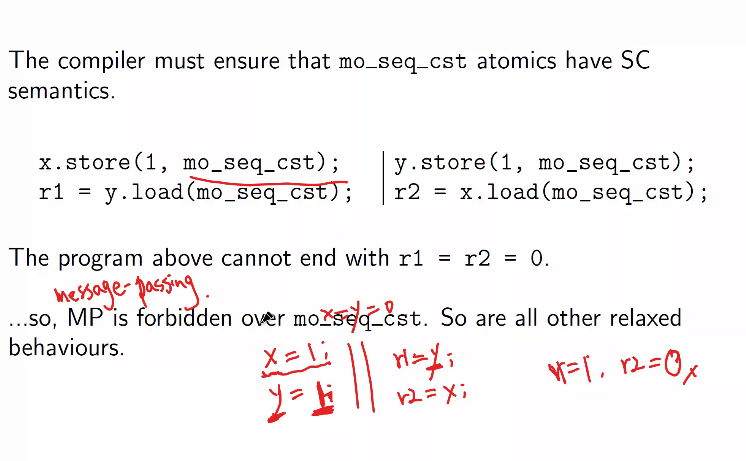 The compiler must ensure that mo_seq_cst atomics have SC
semantics.
x.store(1, mo_seq_cst); y.store(1, mo_seq_cst);
r1 = y.load(mo_seq_cst); r2 = x.load(mo_seq_cst);
The program above cannot end with r1 = r2 = 0.
message-passing.
...so, MP is forbidden over mo_seq_cst. So are all other relaxed
x=y=0
behaviours.
x=1; || r1=y; r1=1. r2=0 x
y=1; || r2=x;